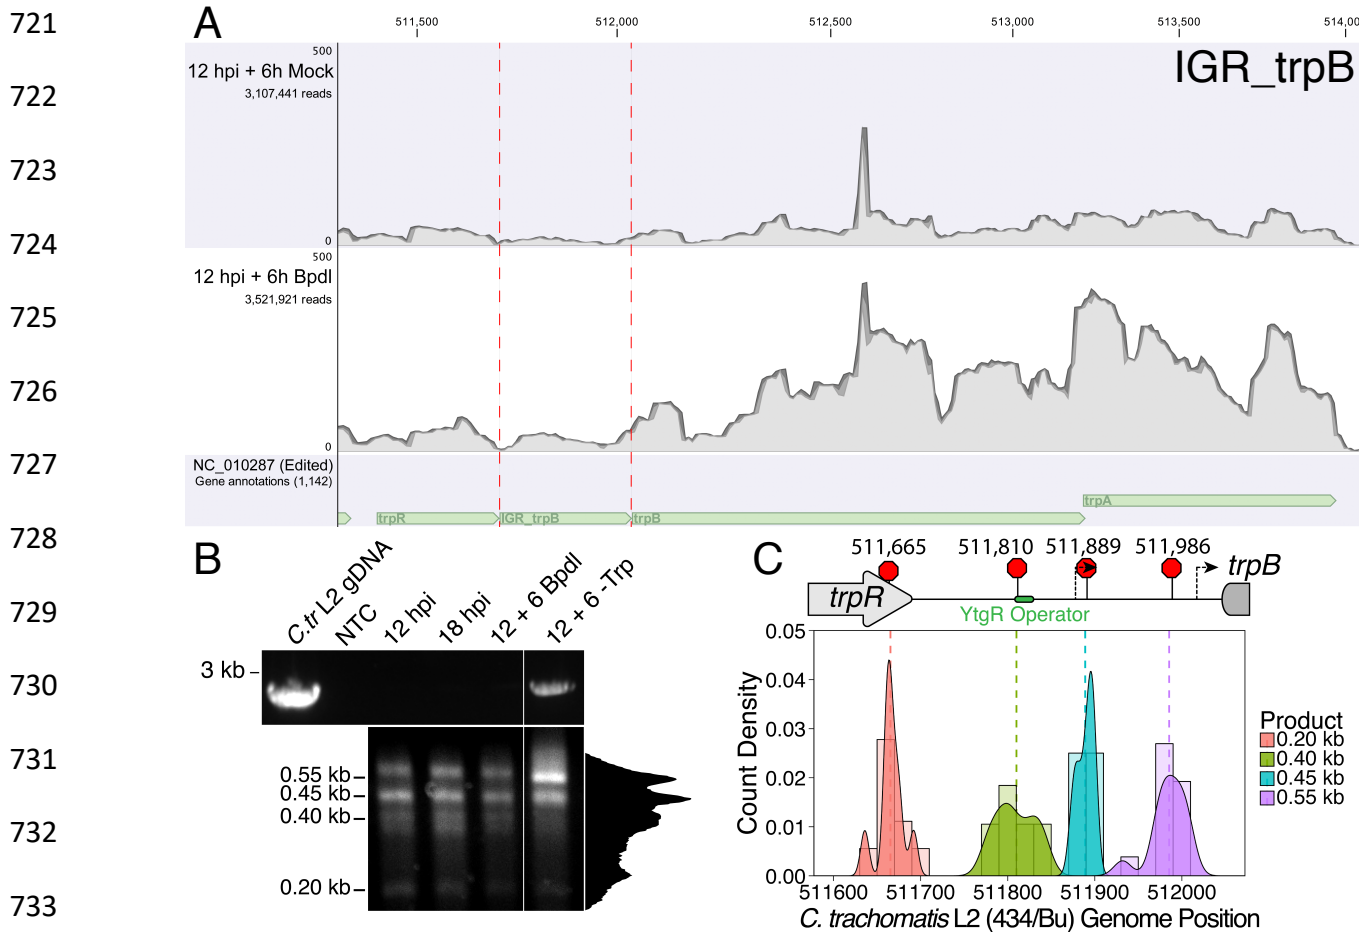 721
722
723
724
725
726
727
728
729
730
731
732
733
A
511,500 512,000 512,500 513,000 513,500 514,00
500
12 hpi + 6h Mock
3,107,441 reads
0
IGR_trpB
500
12 hpi + 6h Bpdl
3,521,921 reads
0
NC_010287 (Edited)
Gene annotations (1,142)
trpA
trpR IGR_trpB trpB
B
C.tr L2 gDNA
NTC
12 hpi
18 hpi
12 + 6 Bpdl
12 + 6 -Trp
3 kb
0.55 kb
0.45 kb
0.40 kb
0.20 kb
C
511,665 511,810 511,889 511,986
trpR
trpB
YtgR Operator
Count Density
0.05
0.04
0.03
0.02
0.01
0.00
511600 511700 511800 511900 512000
C. trachomatis L2 (434/Bu) Genome Position
Product
0.20 kb
0.40 kb
0.45 kb
0.55 kb